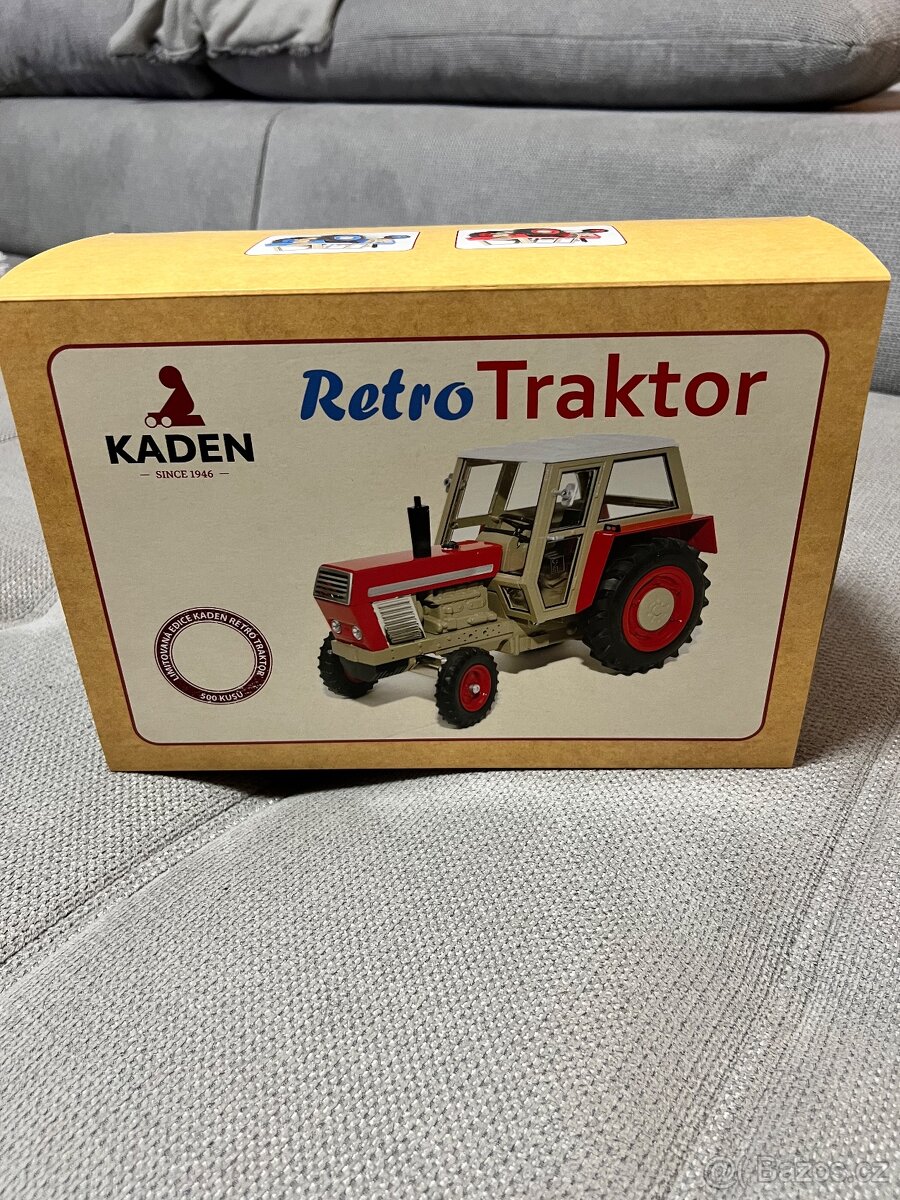 Retro Traktor
KADEN
— SINCE 1946 —
LIMITOVANÁ EDICE KADEN RETRO TRAKTOR
500 KUSŮ
@ Bazos.cz